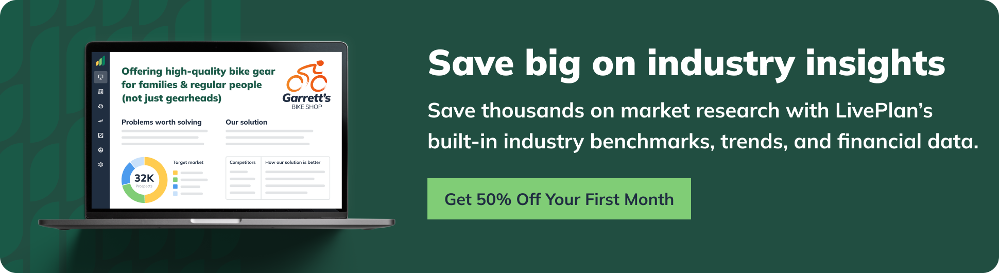 Offering high-quality bike gear
for families & regular people
(not just gearheads)
Garrett's
BIKE SHOP
Problems worth solving
Our solution
32K
Prospects
Target market
Competitors
How our solution is better
Save big on industry insights
Save thousands on market research with LivePlan’s
built-in industry benchmarks, trends, and financial data.
Get 50% Off Your First Month